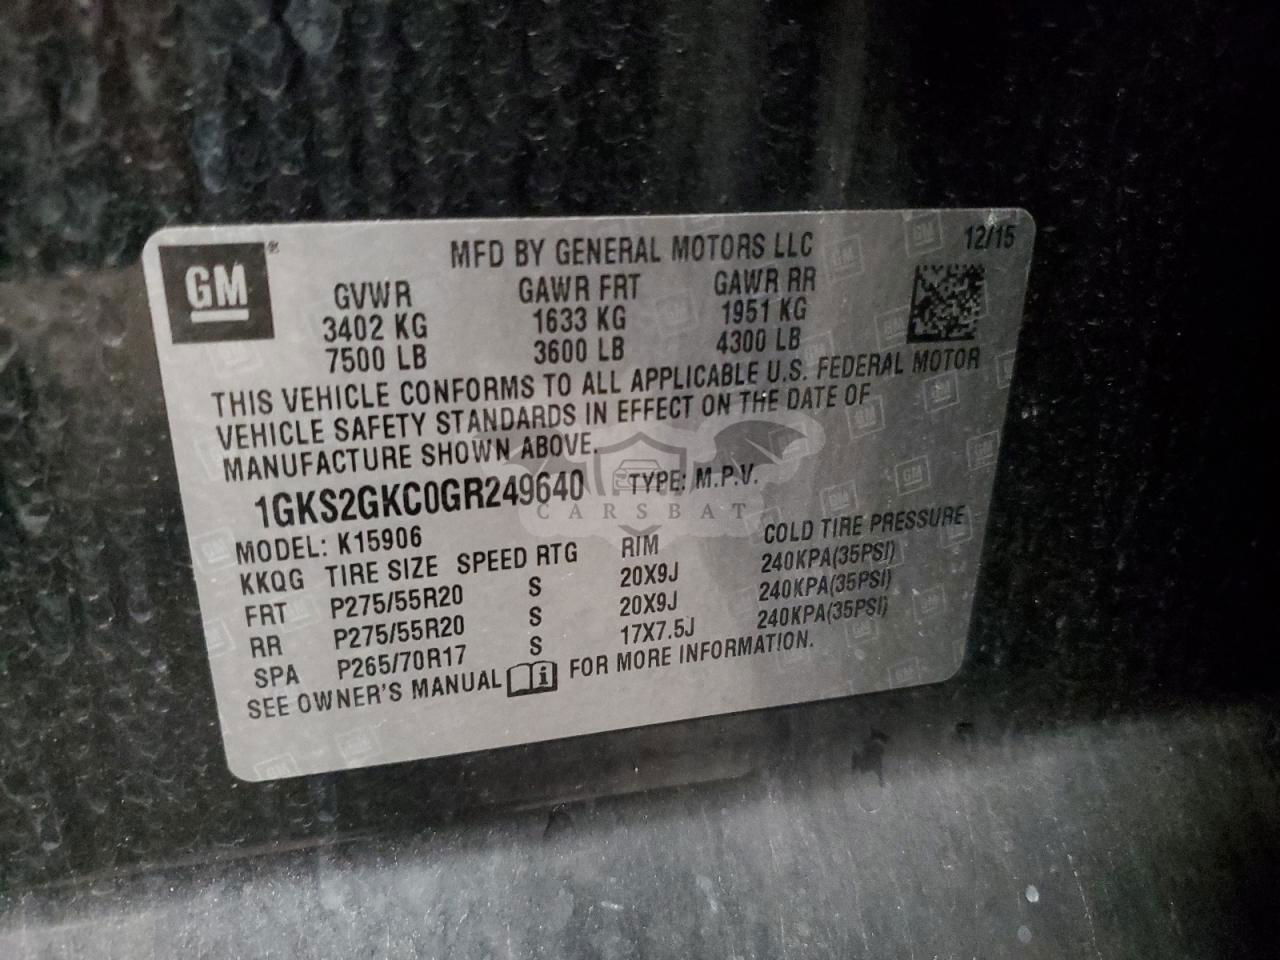 GM®
MFD BY GENERAL MOTORS LLC
12/15
GVWR GAWR FRT GAWR RR
3402 KG 1633 KG 1951 KG
7500 LB 3600 LB 4300 LB
THIS VEHICLE CONFORMS TO ALL APPLICABLE U.S. FEDERAL MOTOR
VEHICLE SAFETY STANDARDS IN EFFECT ON THE DATE OF
MANUFACTURE SHOWN ABOVE.
1GKS2GKC0GR249640 TYPE: M.P.V.
CARSBAT
MODEL: K15906
KKQG TIRE SIZE SPEED RTG RIM COLD TIRE PRESSURE
FRT P275/55R20 S 20X9J 240KPA(35PSI)
RR P275/55R20 S 20X9J 240KPA(35PSI)
SPA P265/70R17 S 17X7.5J 240KPA(35PSI)
SEE OWNER'S MANUAL FOR MORE INFORMATION.